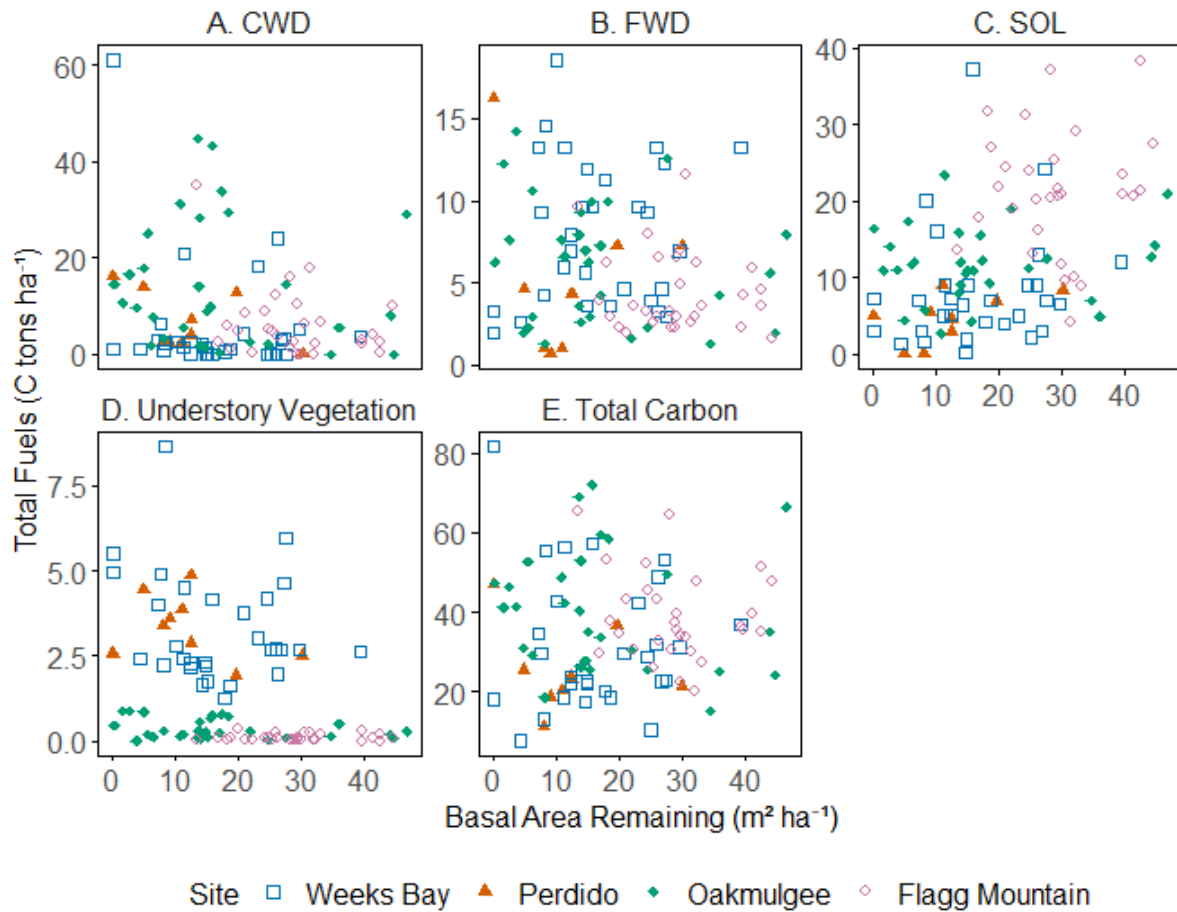 A. CWD
B. FWD
C. SOL
60
40
20
0
15
10
5
0
40
30
20
10
0
0 10 20 30 40
D. Understory Vegetation
E. Total Carbon
7.5
5.0
2.5
0.0
80
60
40
20
0 10 20 30 40
0 10 20 30 40
Total Fuels (C tons ha⁻¹)
Basal Area Remaining (m² ha⁻¹)
Site Weeks Bay Perdido Oakmulgee Flagg Mountain